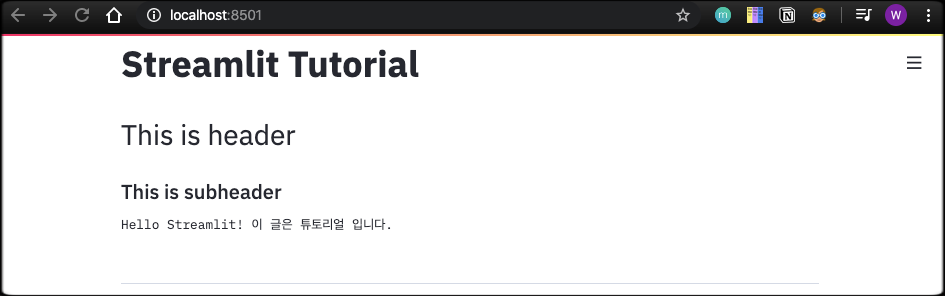 localhost:8501
m
W
Streamlit Tutorial
This is header
This is subheader
Hello Streamlit! 이 글은 튜토리얼 입니다.